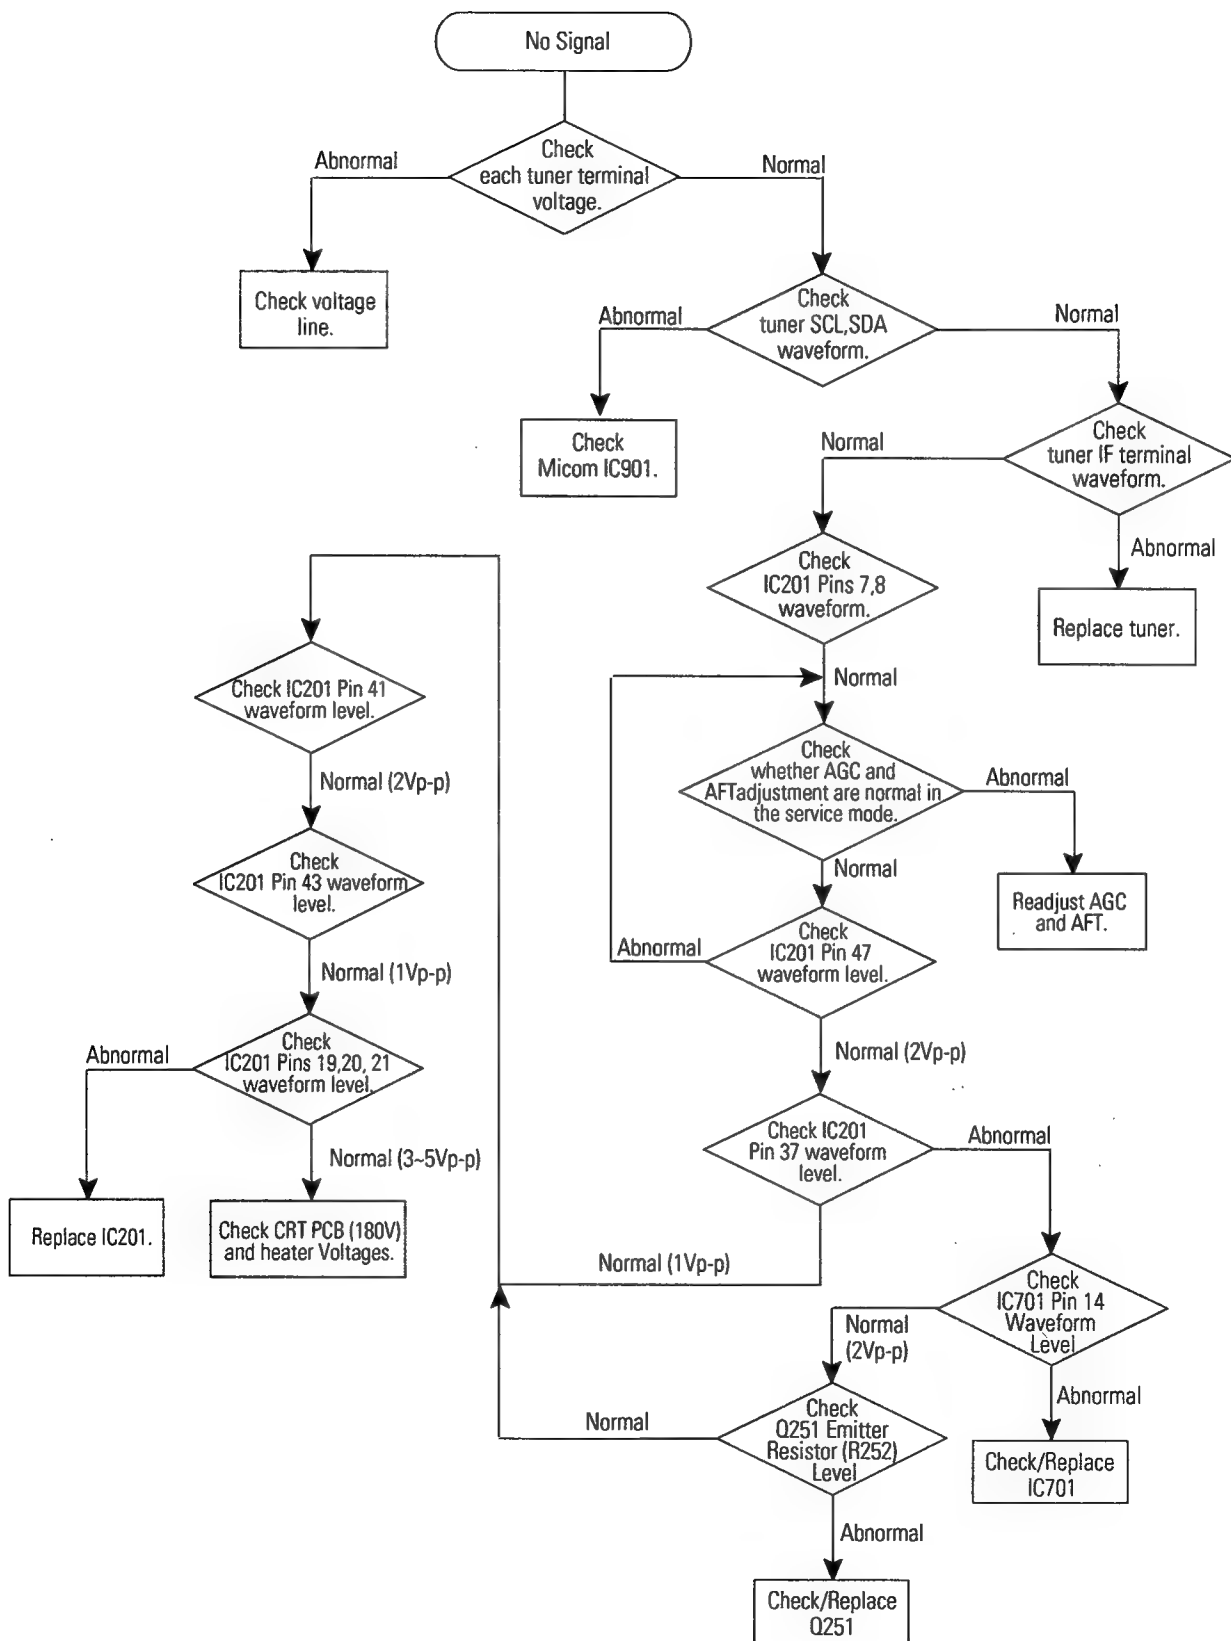 No Signal
Check
each tuner terminal
voltage.
Abnormal
Normal
Check voltage
line.
Check
tuner SCL,SDA
waveform.
Abnormal
Normal
Check
Micom IC901.
Check
tuner IF terminal
waveform.
Normal
Abnormal
Replace tuner.
Check
IC201 Pins 7,8
waveform.
Normal
Check
whether AGC and
AFTadjustment are normal in
the service mode.
Abnormal
Readjust AGC
and AFT.
Normal
Check
IC201 Pin 47
waveform level.
Abnormal
Normal (2Vp-p)
Check IC201
Pin 37 waveform
level.
Abnormal
Normal (1Vp-p)
Check
IC701 Pin 14
Waveform
Level
Normal
(2Vp-p)
Abnormal
Check/Replace
IC701
Check
Q251 Emitter
Resistor (R252)
Level
Normal
Abnormal
Check/Replace
Q251
Check IC201 Pin 41
waveform level.
Normal (2Vp-p)
Check
IC201 Pin 43 waveform
level.
Normal (1Vp-p)
Check
IC201 Pins 19,20, 21
waveform level.
Abnormal
Normal (3~5Vp-p)
Replace IC201.
Check CRT PCB (180V)
and heater Voltages.